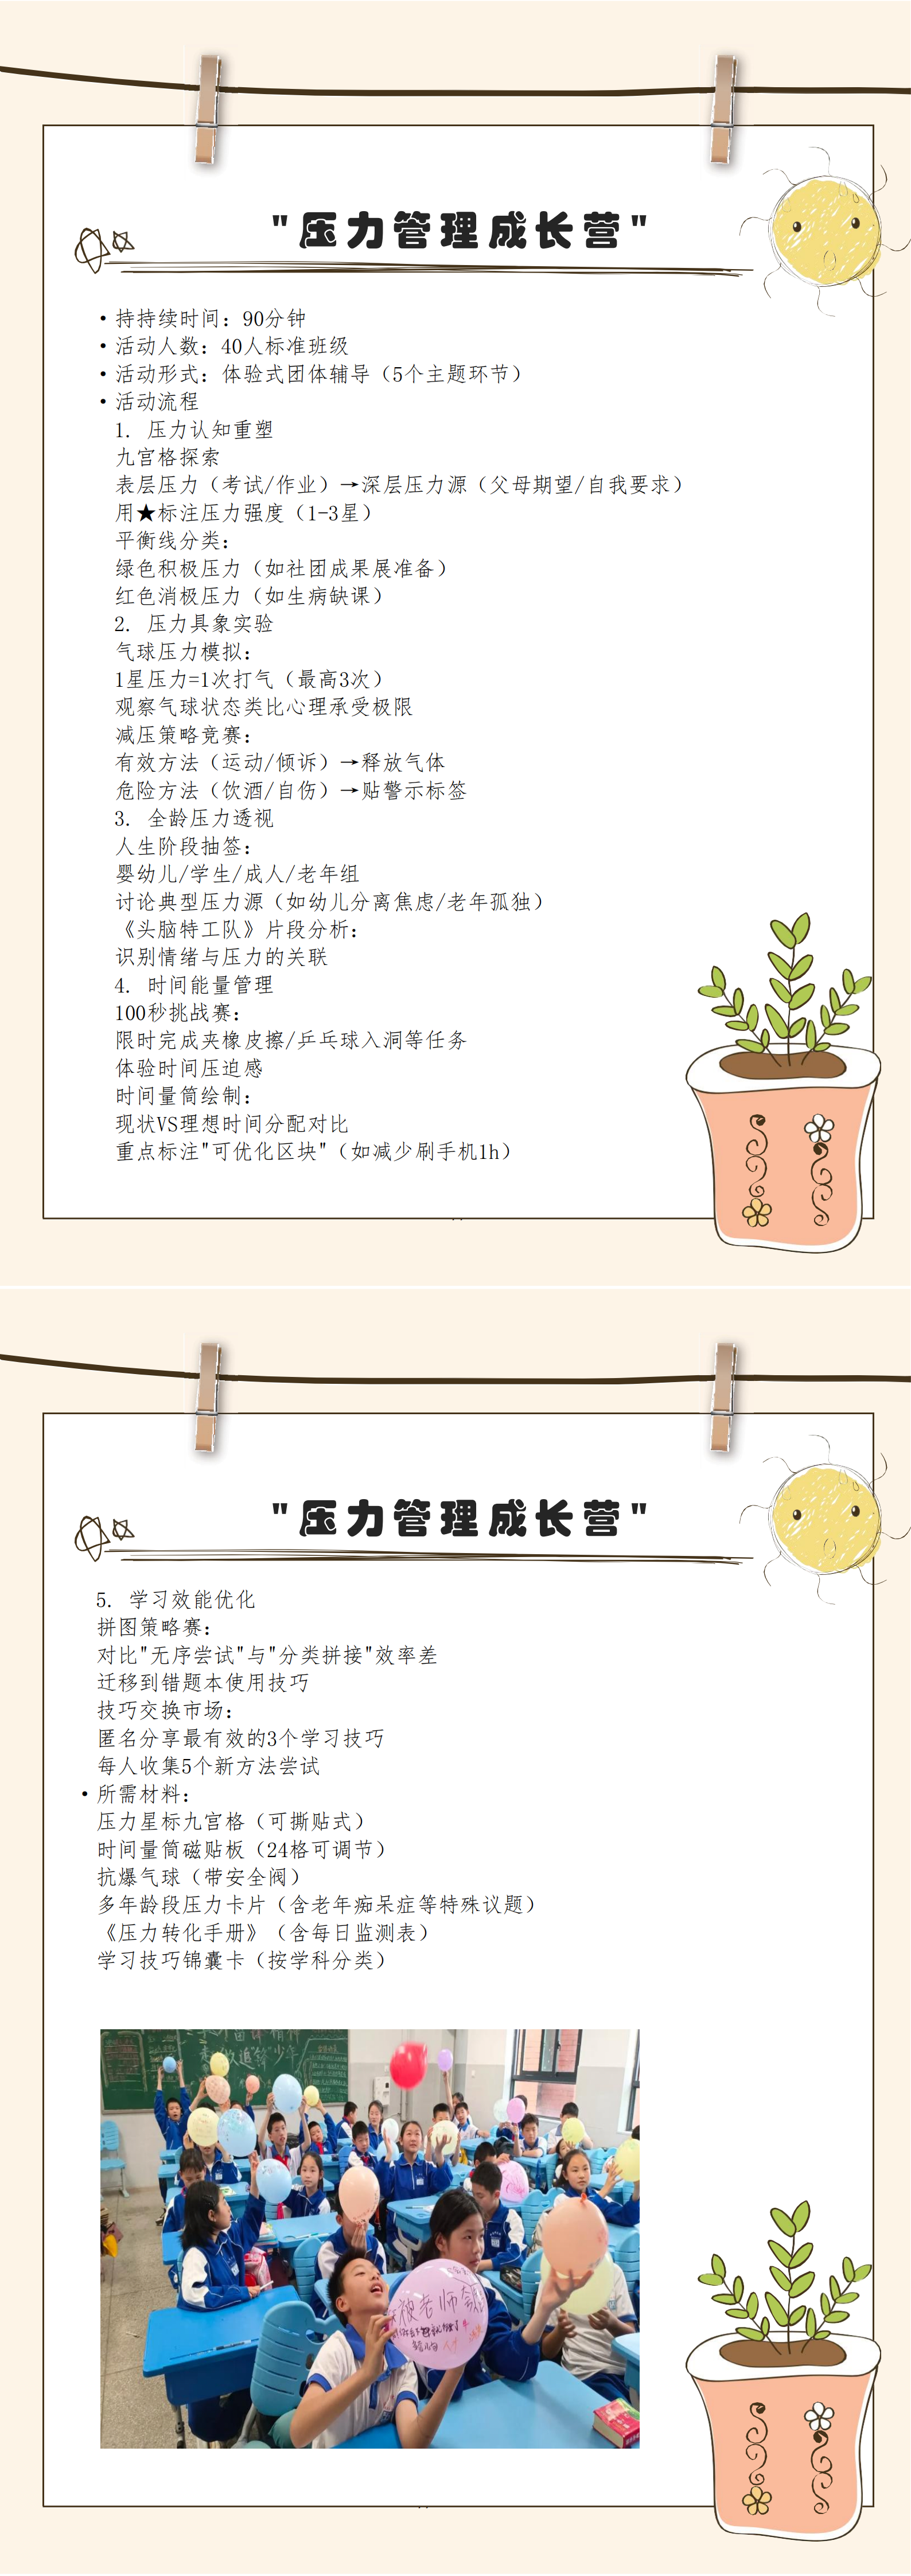 "压力管理成长营"
• 持持续时间：90分钟
• 活动人数：40人标准班级
• 活动形式：体验式团体辅导（5个主题环节）
• 活动流程
1. 压力认知重塑
九宫格探索
表层压力（考试/作业）→深层压力源（父母期望/自我要求）
用★标注压力强度（1-3星）
平衡线分类：
绿色积极压力（如社团成果展准备）
红色消极压力（如生病缺课）
2. 压力具象实验
气球压力模拟：
1星压力=1次打气（最高3次）
观察气球状态类比心理承受极限
减压策略竞赛：
有效方法（运动/倾诉）→释放气体
危险方法（饮酒/自伤）→贴警示标签
3. 全龄压力透视
人生阶段抽签：
婴幼儿/学生/成人/老年组
讨论典型压力源（如幼儿分离焦虑/老年孤独）
《头脑特工队》片段分析：
识别情绪与压力的关联
4. 时间能量管理
100秒挑战赛：
限时完成夹橡皮擦/乒乓球入洞等任务
体验时间压迫感
时间量筒绘制：
现状VS理想时间分配对比
重点标注"可优化区块"（如减少刷手机1h）
"压力管理成长营"
5. 学习效能优化
拼图策略赛：
对比"无序尝试"与"分类拼接"效率差
迁移到错题本使用技巧
技巧交换市场：
匿名分享最有效的3个学习技巧
每人收集5个新方法尝试
• 所需材料：
压力星标九宫格（可撕贴式）
时间量筒磁贴板（24格可调节）
抗爆气球（带安全阀）
多年龄段压力卡片（含老年痴呆症等特殊议题）
《压力转化手册》（含每日监测表）
学习技巧锦囊卡（按学科分类）
被老师